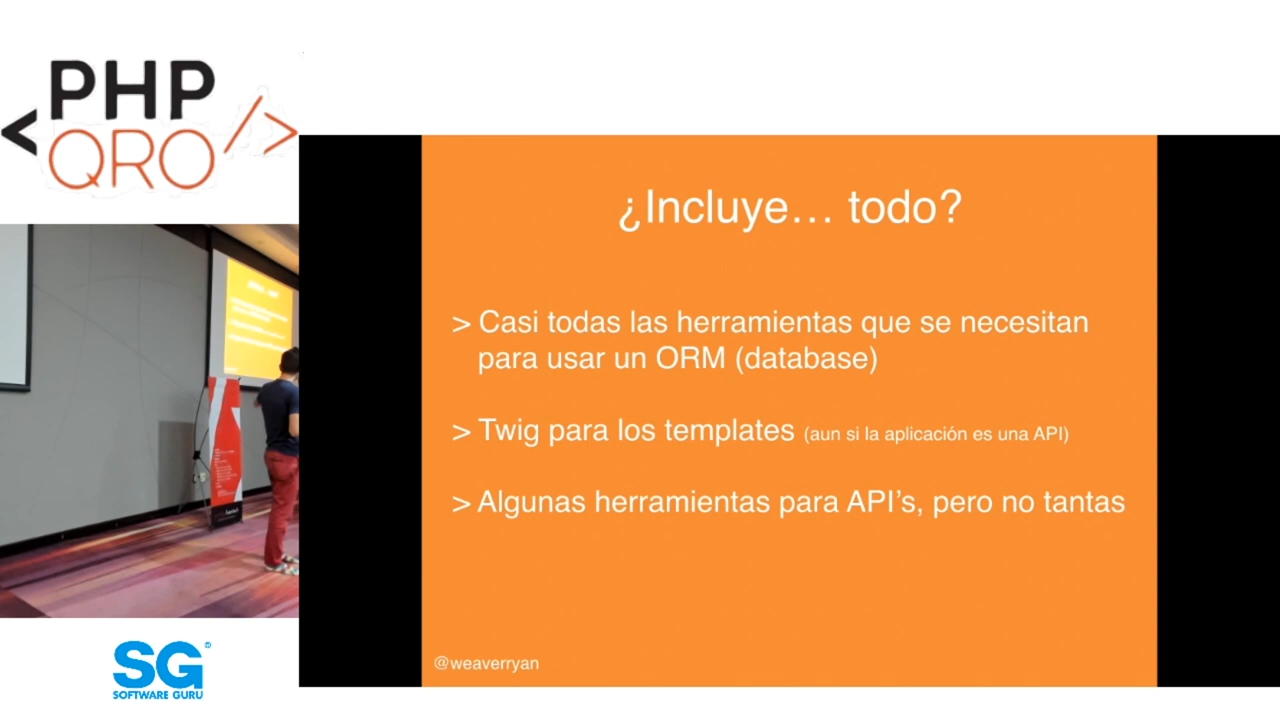 <PHP
QRO/>
¿Incluye… todo?
> Casi todas las herramientas que se necesitan
para usar un ORM (database)
> Twig para los templates (aun si la aplicación es una API)
> Algunas herramientas para API’s, pero no tantas
@weaverryan
SG®
SOFTWARE GURU